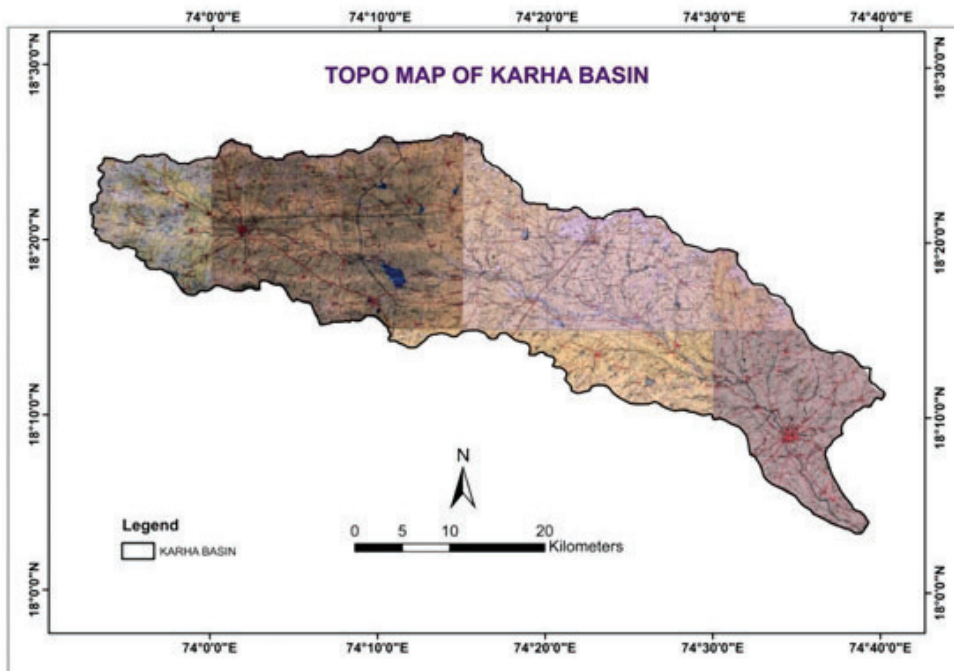 74°0'0"E 74°10'0"E 74°20'0"E 74°30'0"E 74°40'0"E
TOPO MAP OF KARHA BASIN
18°30'0"N 18°30'0"N
18°20'0"N 18°20'0"N
18°10'0"N 18°10'0"N
18°0'0"N 18°0'0"N
N
0 5 10 20
Kilometers
Legend
KARHA BASIN
74°0'0"E 74°10'0"E 74°20'0"E 74°30'0"E 74°40'0"E